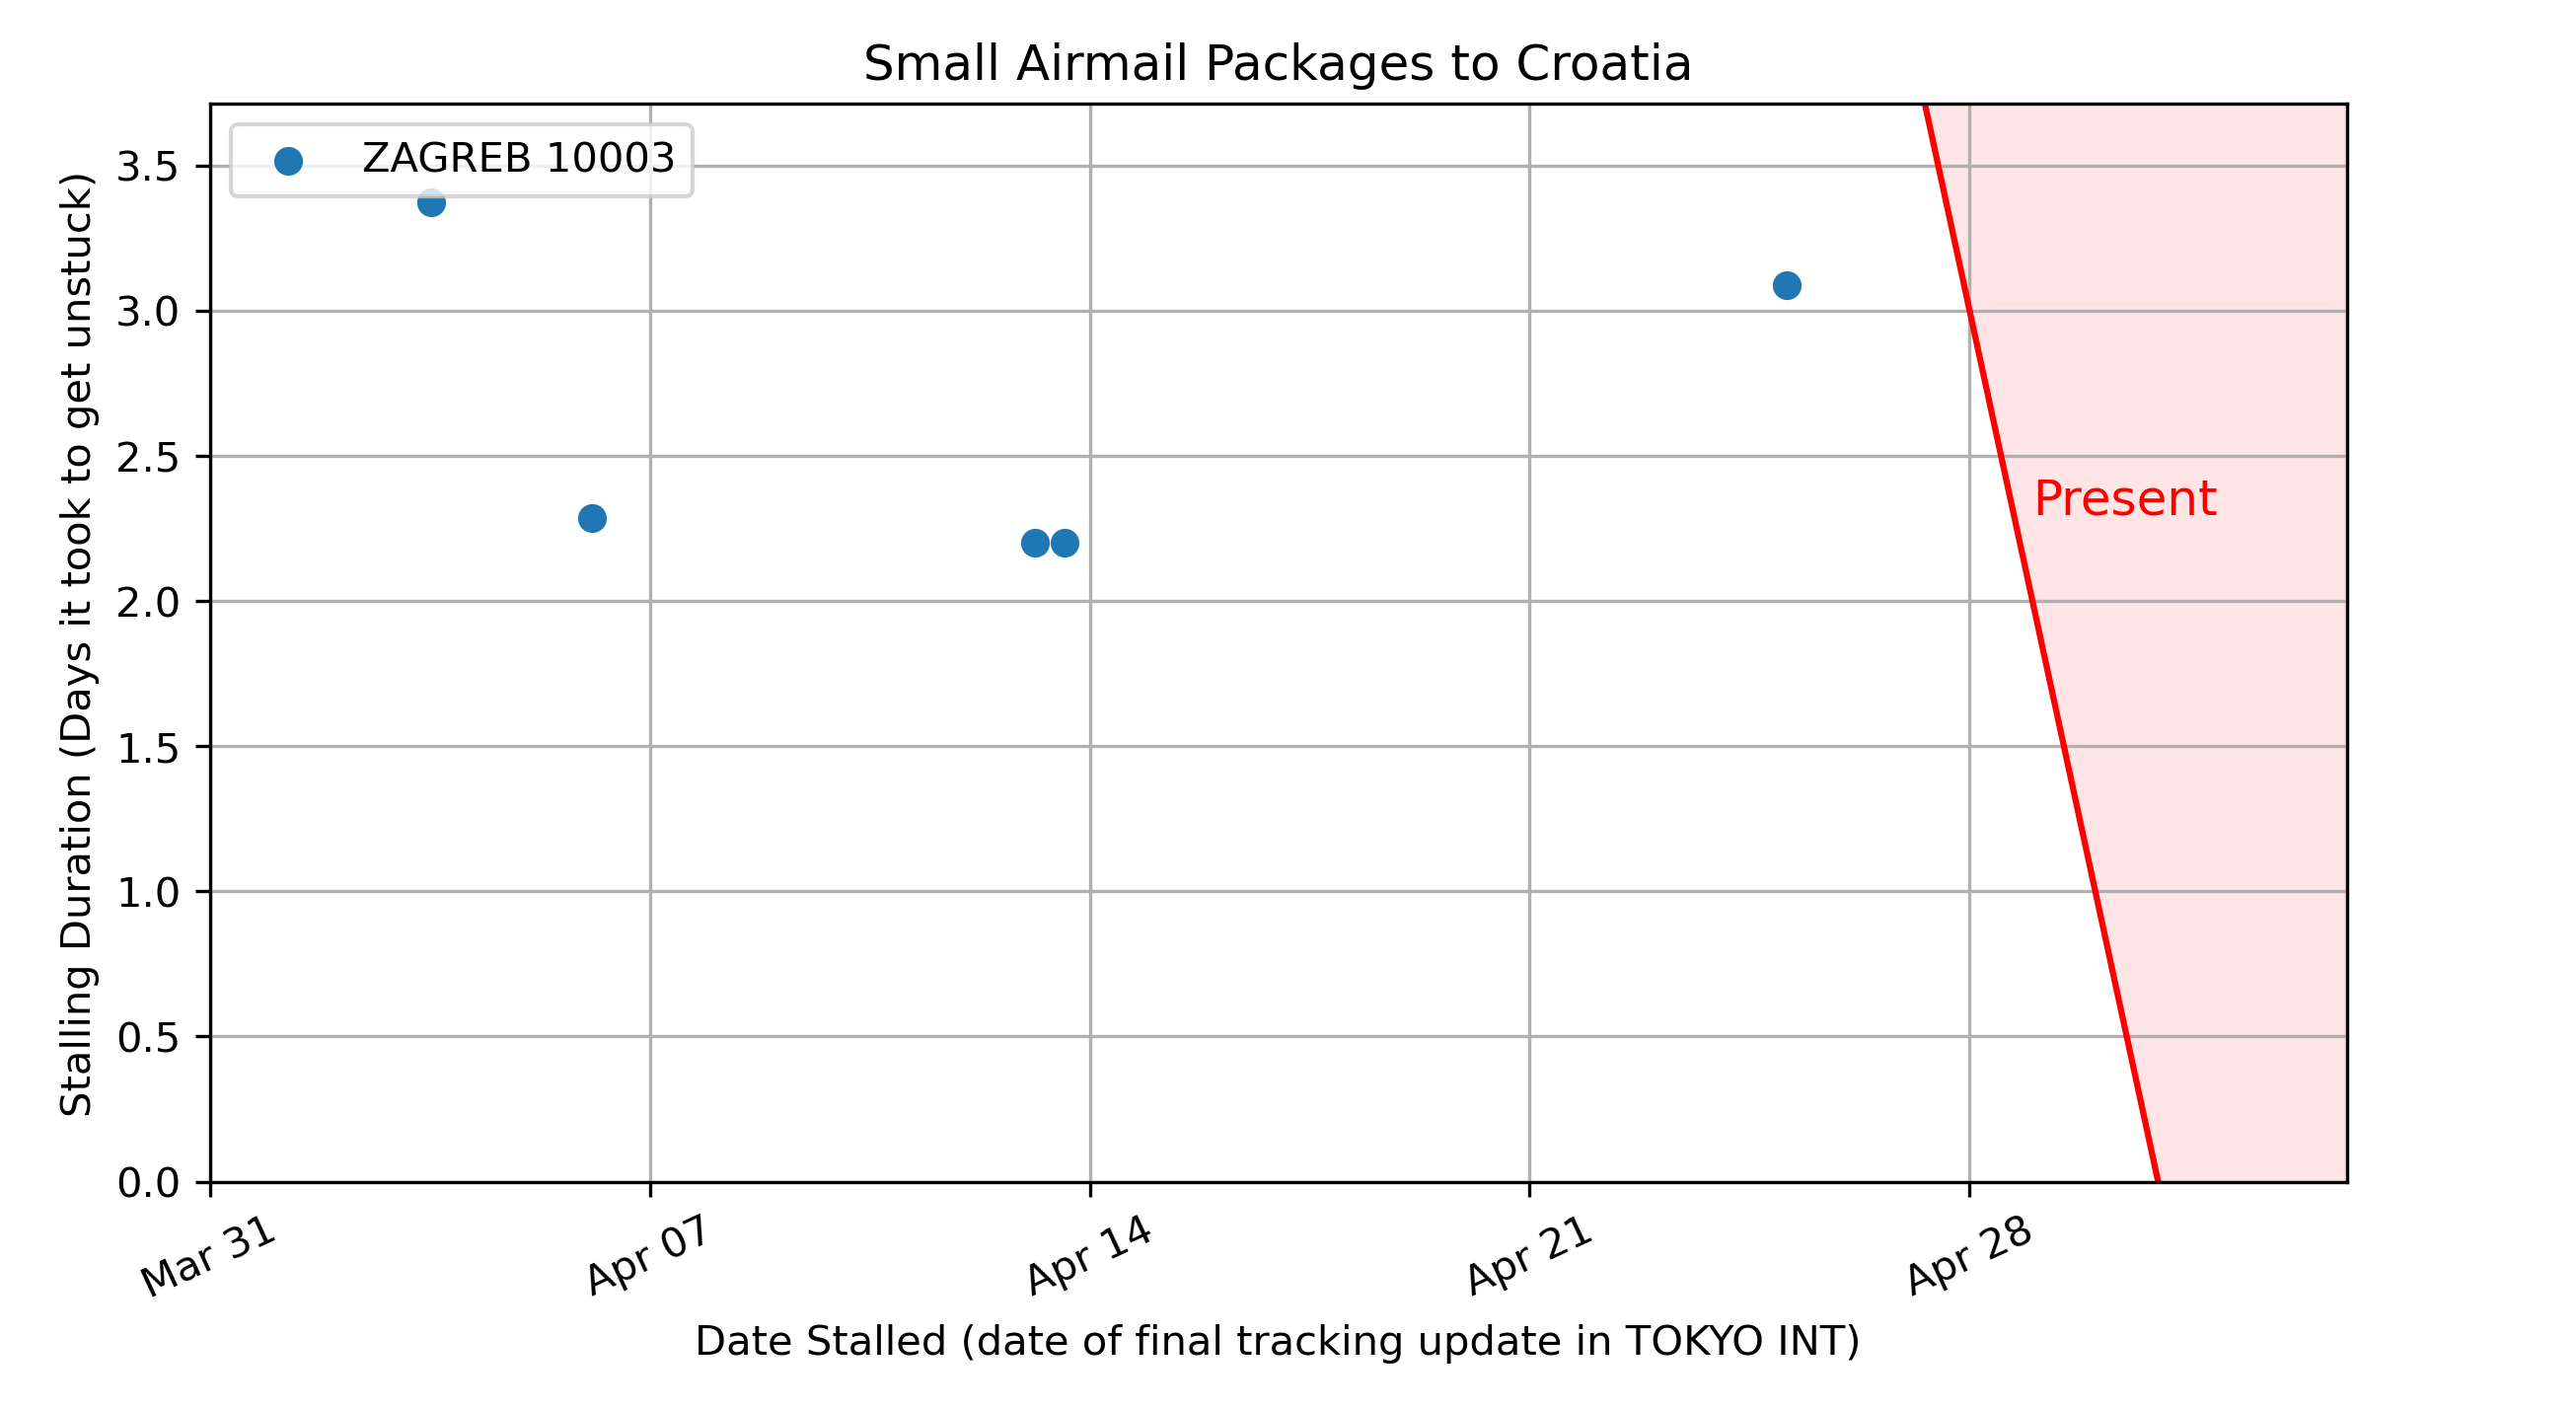 Small Airmail Packages to Croatia
ZAGREB 10003
Stalling Duration (Days it took to get unstuck)
3.5
3.0
2.5
2.0
1.5
1.0
0.5
0.0
Present
Mar 31
Apr 07
Apr 14
Apr 21
Apr 28
Date Stalled (date of final tracking update in TOKYO INT)